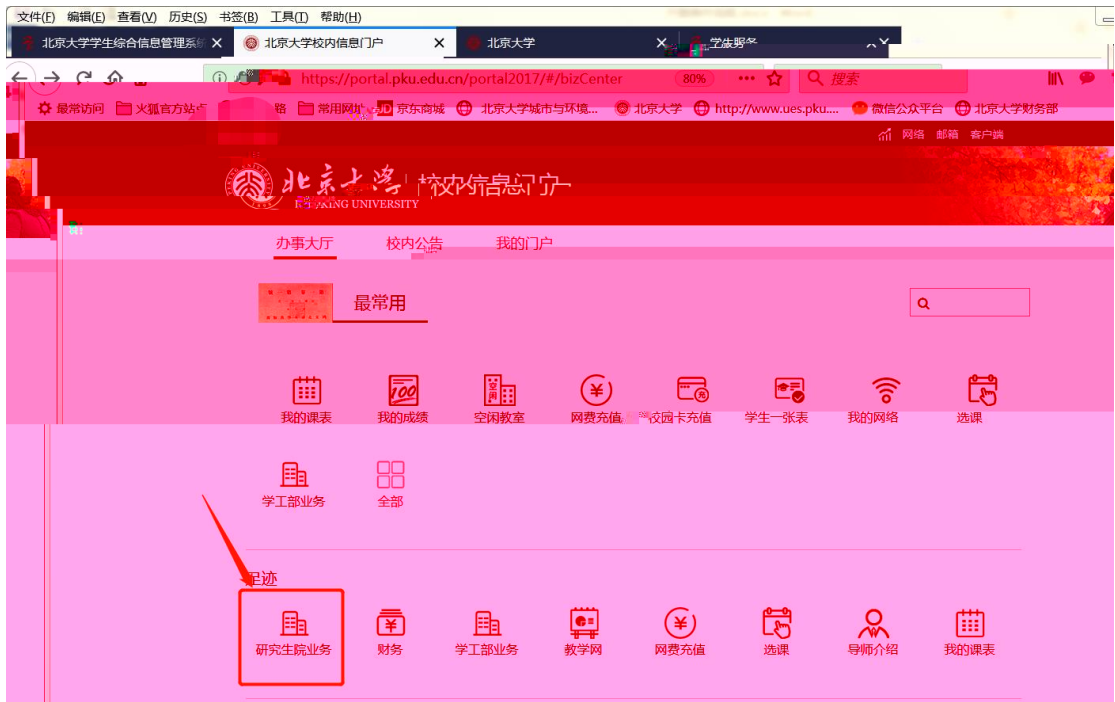 文件(F) 编辑(E) 查看(V) 历史(S) 书签(B) 工具(T) 帮助(H)
北京大学学生综合信息管理系统 北京大学校内信息门户 北京大学
https://portal.pku.edu.cn/portal2017/#/bizCenter 80% 搜索
最常访问 火狐官方站点 常用网址 JD 京东商城 北京大学城市与环境... 北京大学 http://www.ues.pku.... 微信公众平台 北京大学财务部
网络 邮箱 客户端
北京大学 校内信息门户
UNIVERSITY
办事大厅 校内公告 我的门户
最常用
我的课表 我的成绩 空闲教室 网费充值 校园卡充值 学生一张表 我的网络 选课
学工部业务 全部
足迹
研究生院业务 财务 学工部业务 教学网 网费充值 选课 导师介绍 我的课表